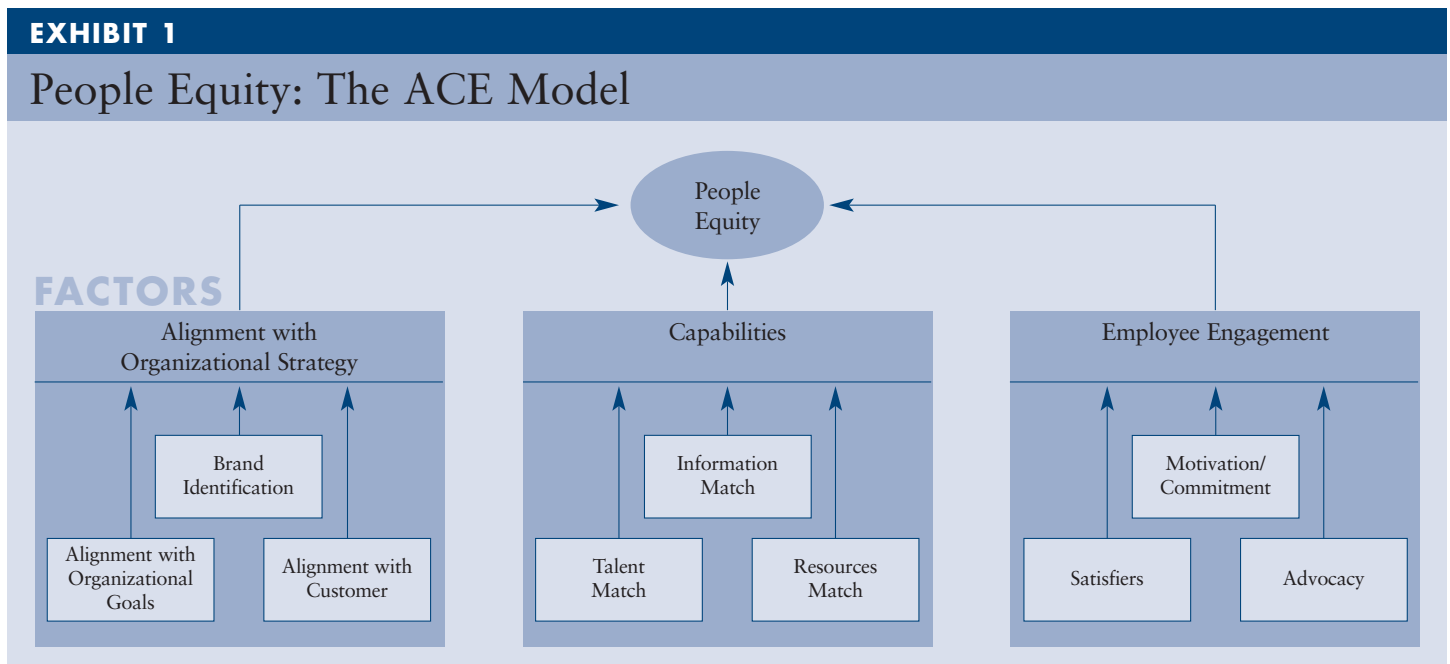 EXHIBIT 1
People Equity: The ACE Model
People
Equity
FACTORS
Alignment with
Organizational Strategy
Brand
Identification
Alignment with
Organizational
Goals
Alignment with
Customer
Capabilities
Information
Match
Talent
Match
Resources
Match
Employee Engagement
Motivation/
Commitment
Satisfiers
Advocacy